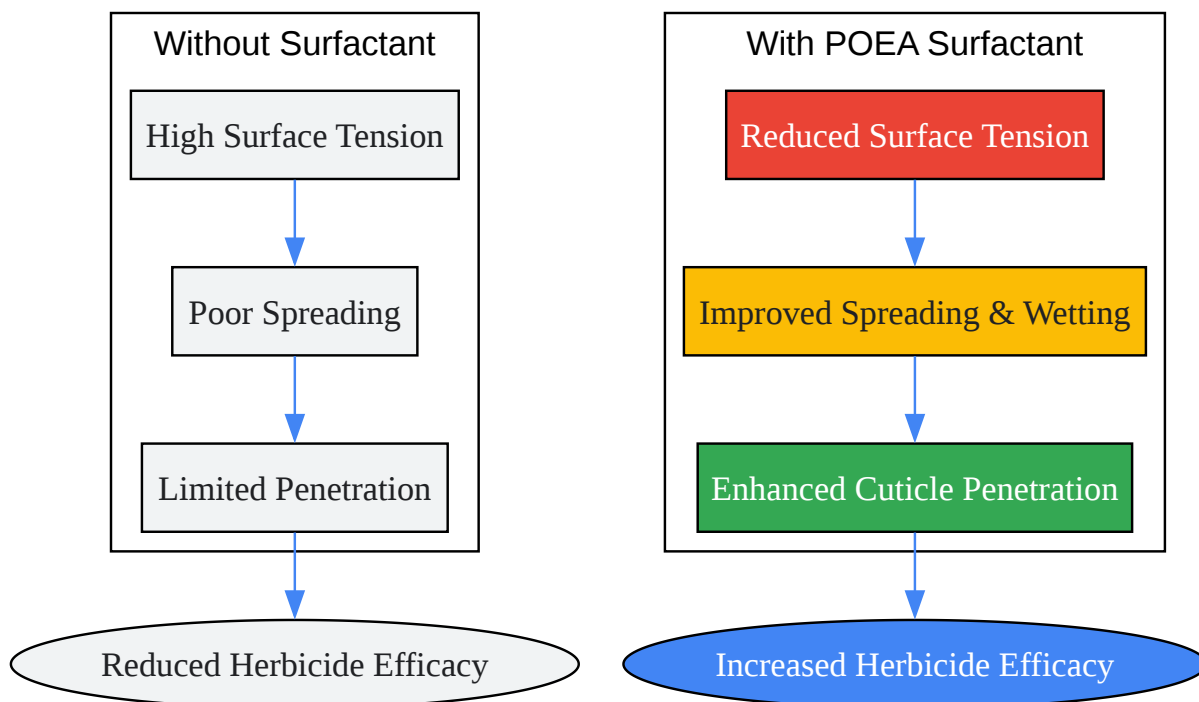 Without Surfactant
High Surface Tension
Poor Spreading
Limited Penetration
Reduced Herbicide Efficacy
With POEA Surfactant
Reduced Surface Tension
Improved Spreading & Wetting
Enhanced Cuticle Penetration
Increased Herbicide Efficacy